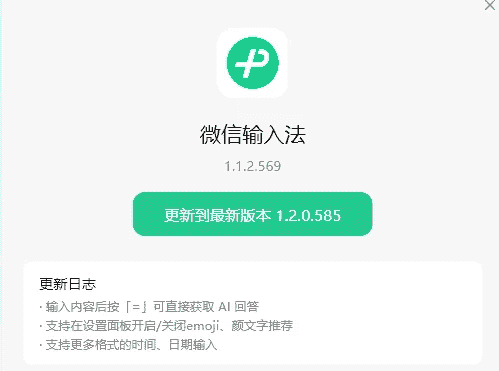 微信输入法
1.1.2.569
更新到最新版本 1.2.0.585
更新日志
· 输入内容后按「=」可直接获取 AI 回答
· 支持在设置面板开启/关闭emoji、颜文字推荐
· 支持更多格式的时间、日期输入